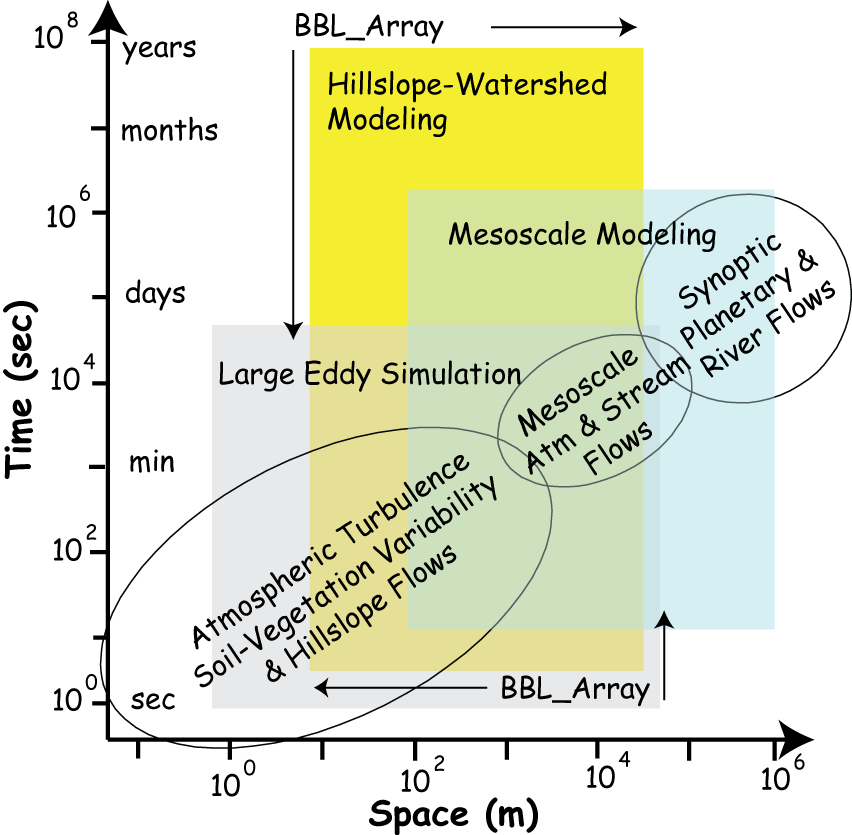 BBL_Array
10^8
years
Hillslope-Watershed
Modeling
months
10^6
Mesoscale Modeling
Synoptic
Planetary &
River Flows
days
Time (sec)
10^4
Large Eddy Simulation
Mesoscale
Atm & Stream
Flows
min
10^2
Atmospheric Turbulence
Soil-Vegetation Variability
& Hillslope Flows
10^0
sec
BBL_Array
10^0
10^2
10^4
10^6
Space (m)